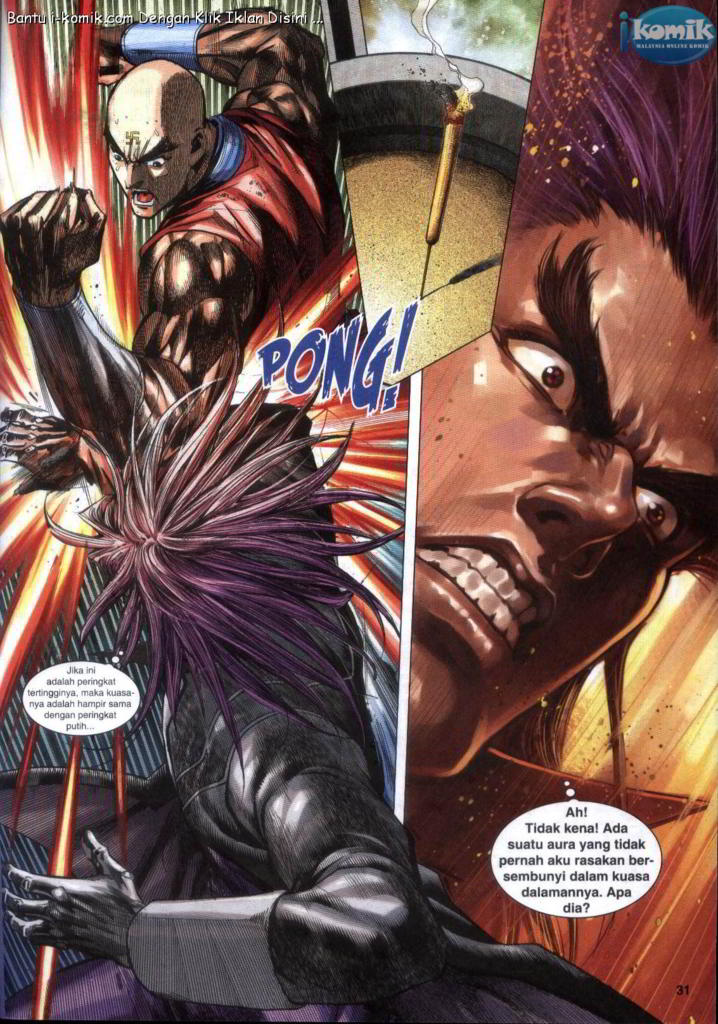 Bantu i-komik.com Dengan Klik Iklan Disini ...
ikomik
MALAYSIA ONLINE KOMIK
PONG!
Jika ini
adalah peringkat
tertingginya, maka kuasa-
nya adalah hampir sama
dengan peringkat
putih...
Ah!
Tidak kena! Ada
suatu aura yang tidak
pernah aku rasakan ber-
sembunyi dalam kuasa
dalamannya. Apa
dia?
31